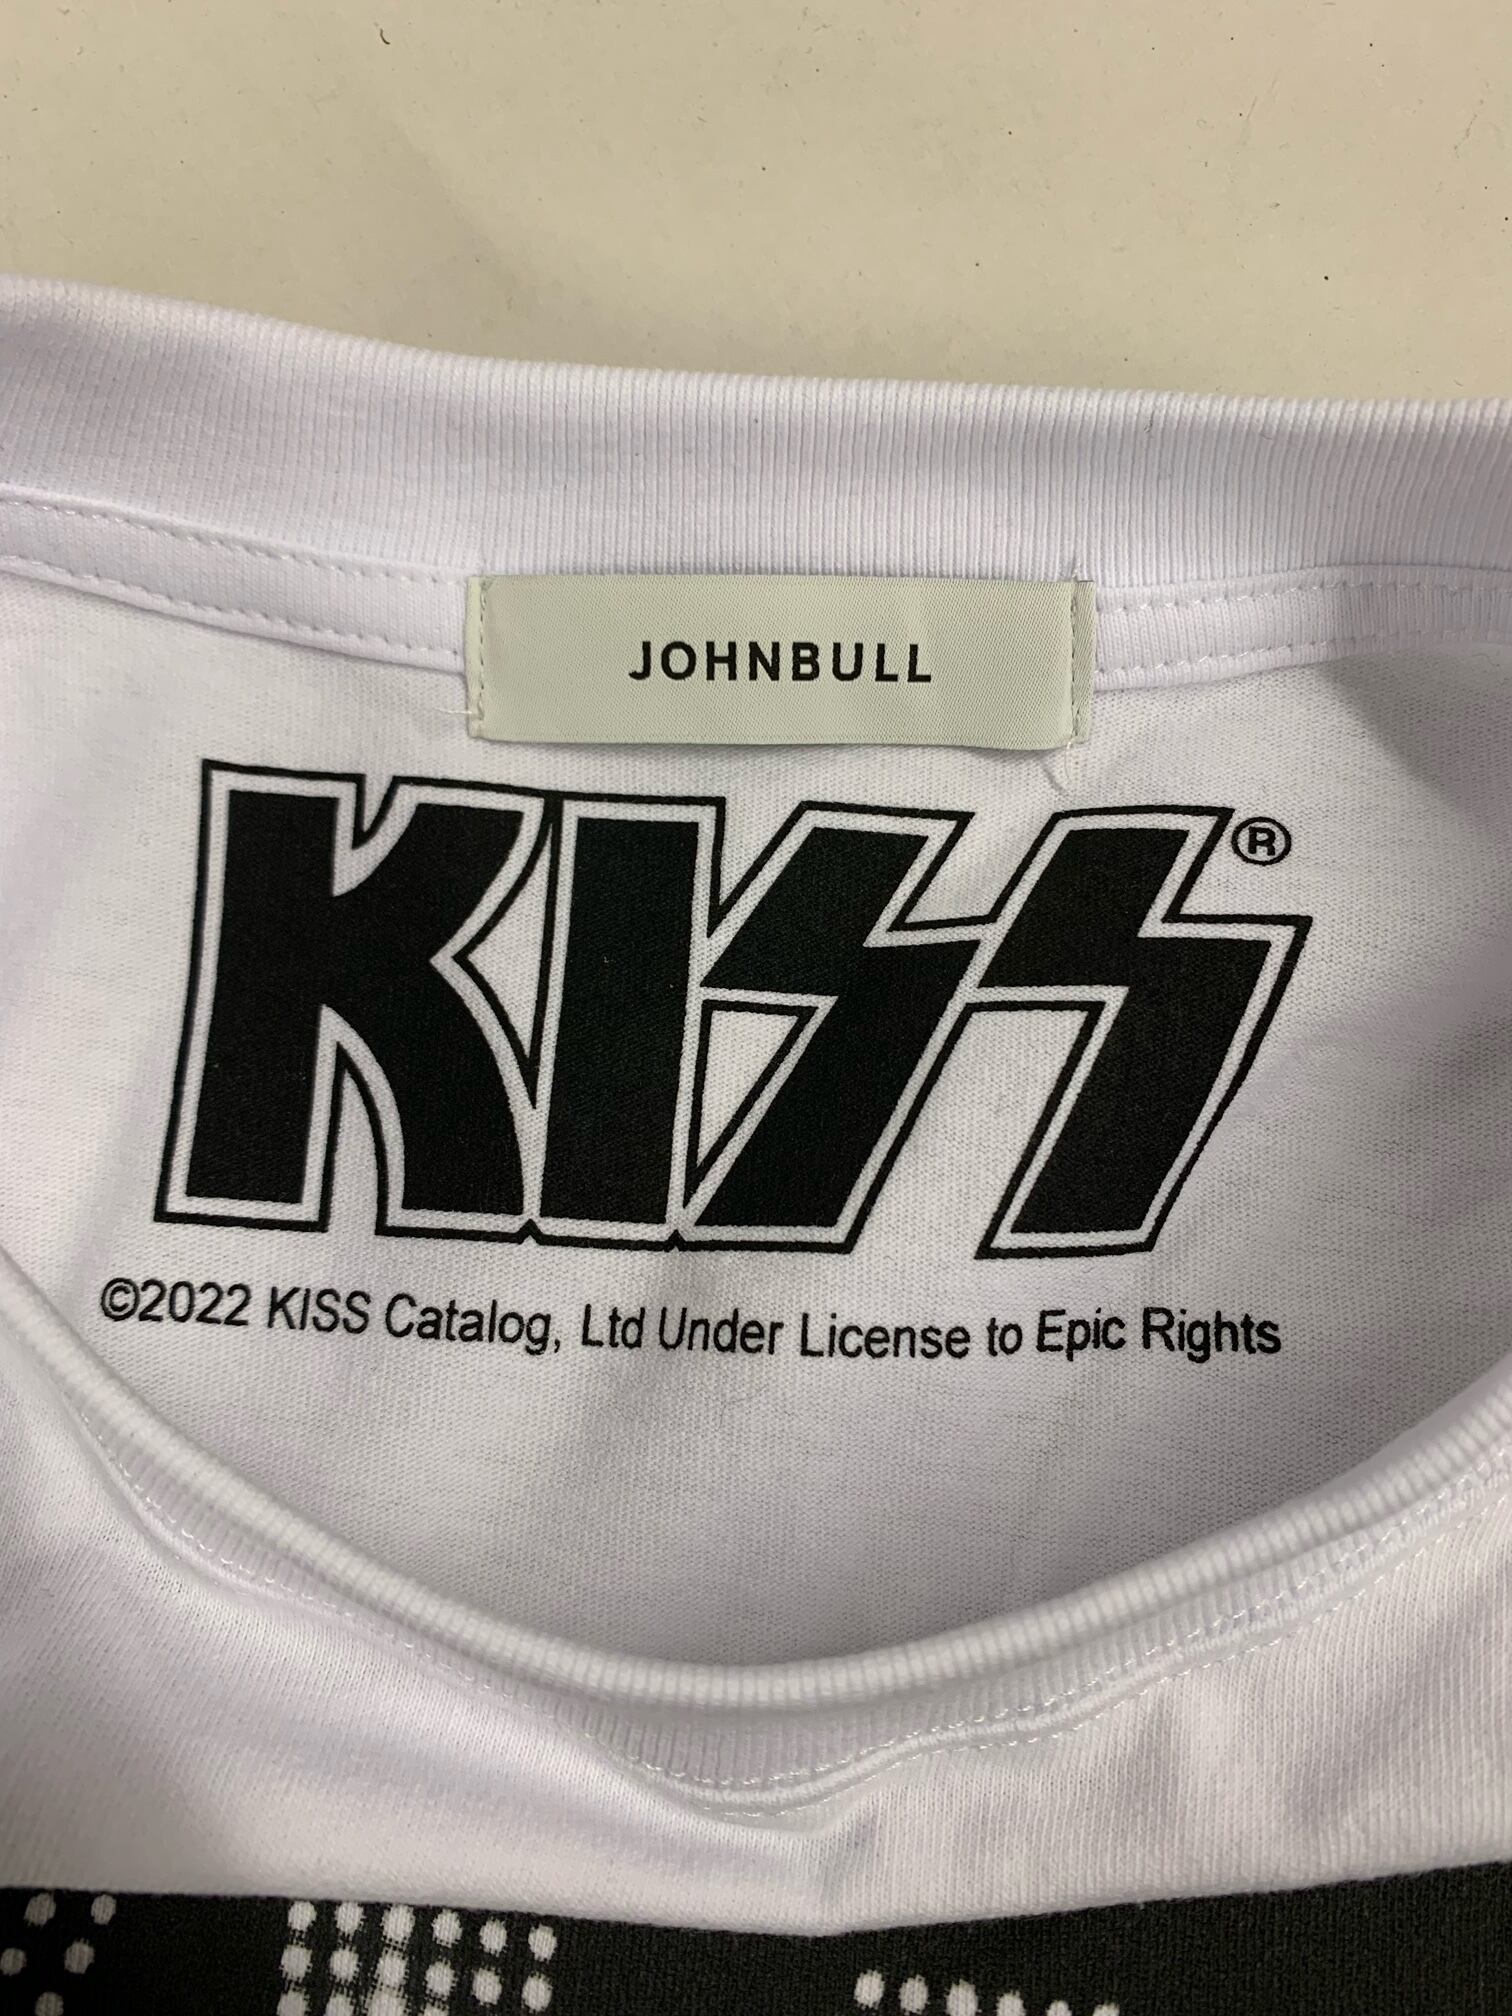 JOHNBULL
KISS®
©2022 KISS Catalog, Ltd Under License to Epic Rights